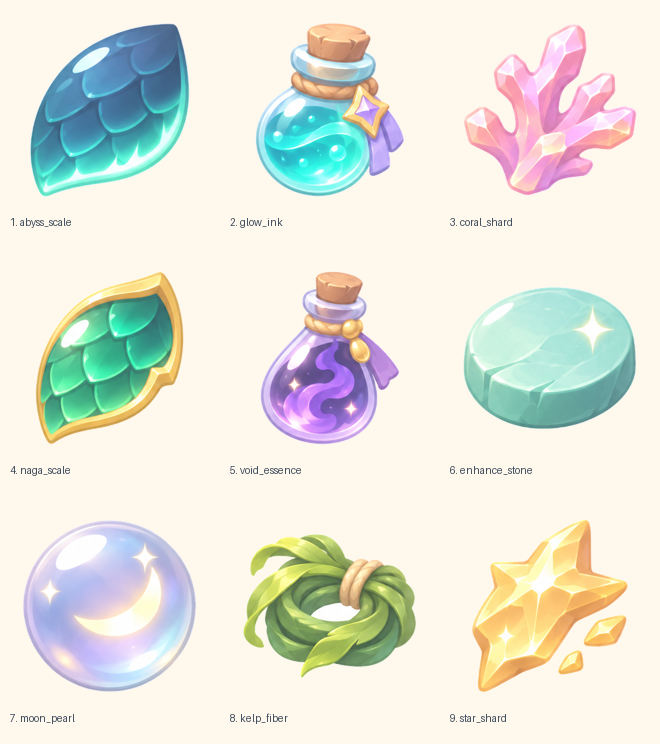 1. abyss_scale
2. glow_ink
3. coral_shard
4. naga_scale
5. void_essence
6. enhance_stone
7. moon_pearl
8. kelp_fiber
9. star_shard